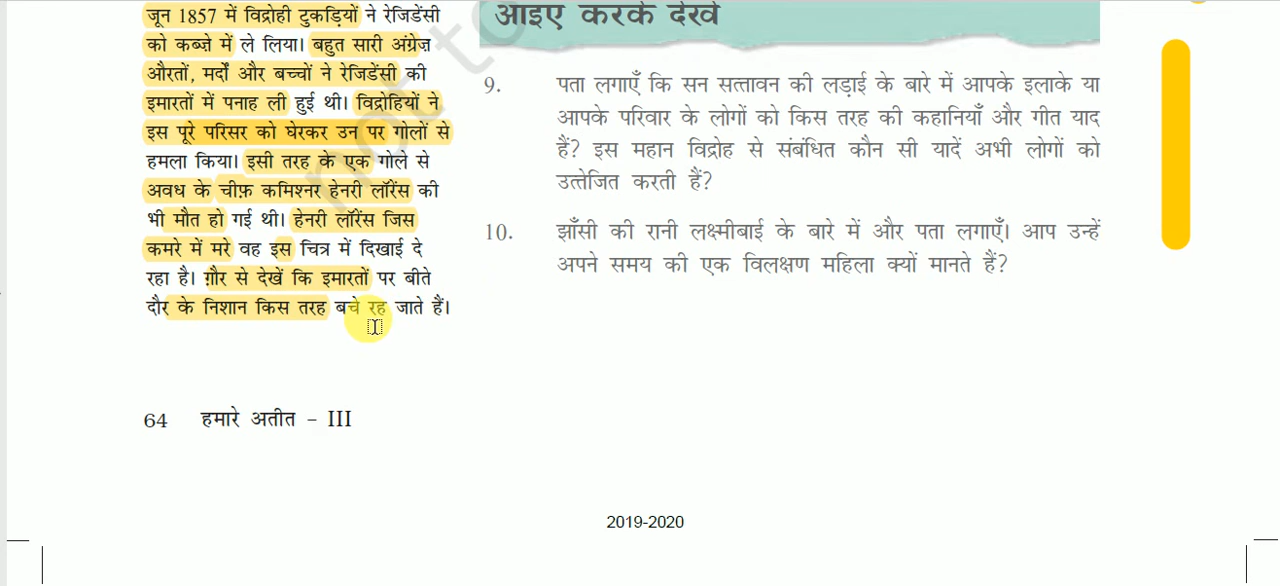 जून 1857 में विद्रोही टुकड़ियों ने रेजिडेंसी
को कब्ज़े में ले लिया। बहुत सारी अंग्रेज
औरतों, मर्दों और बच्चों ने रेजिडेंसी की
इमारतों में पनाह ली हुई थी। विद्रोहियों ने
इस पूरे परिसर को घेरकर उन पर गोलों से
हमला किया। इसी तरह के एक गोले से
अवध के चीफ़ कमिश्नर हेनरी लॉरेंस की
भी मौत हो गई थी। हेनरी लॉरेंस जिस
कमरे में मरे वह इस चित्र में दिखाई दे
रहा है। ग़ौर से देखें कि इमारतों पर बीते
दौर के निशान किस तरह बचे रह जाते हैं।
64 हमारे अतीत – III
आइए करके देखें
9. पता लगाएँ कि सन सत्तावन की लड़ाई के बारे में आपके इलाके या
आपके परिवार के लोगों को किस तरह की कहानियाँ और गीत याद
हैं? इस महान विद्रोह से संबंधित कौन सी यादें अभी लोगों को
उत्तेजित करती हैं?
10. झाँसी की रानी लक्ष्मीबाई के बारे में और पता लगाएँ। आप उन्हें
अपने समय की एक विलक्षण महिला क्यों मानते हैं?
not to
2019-2020